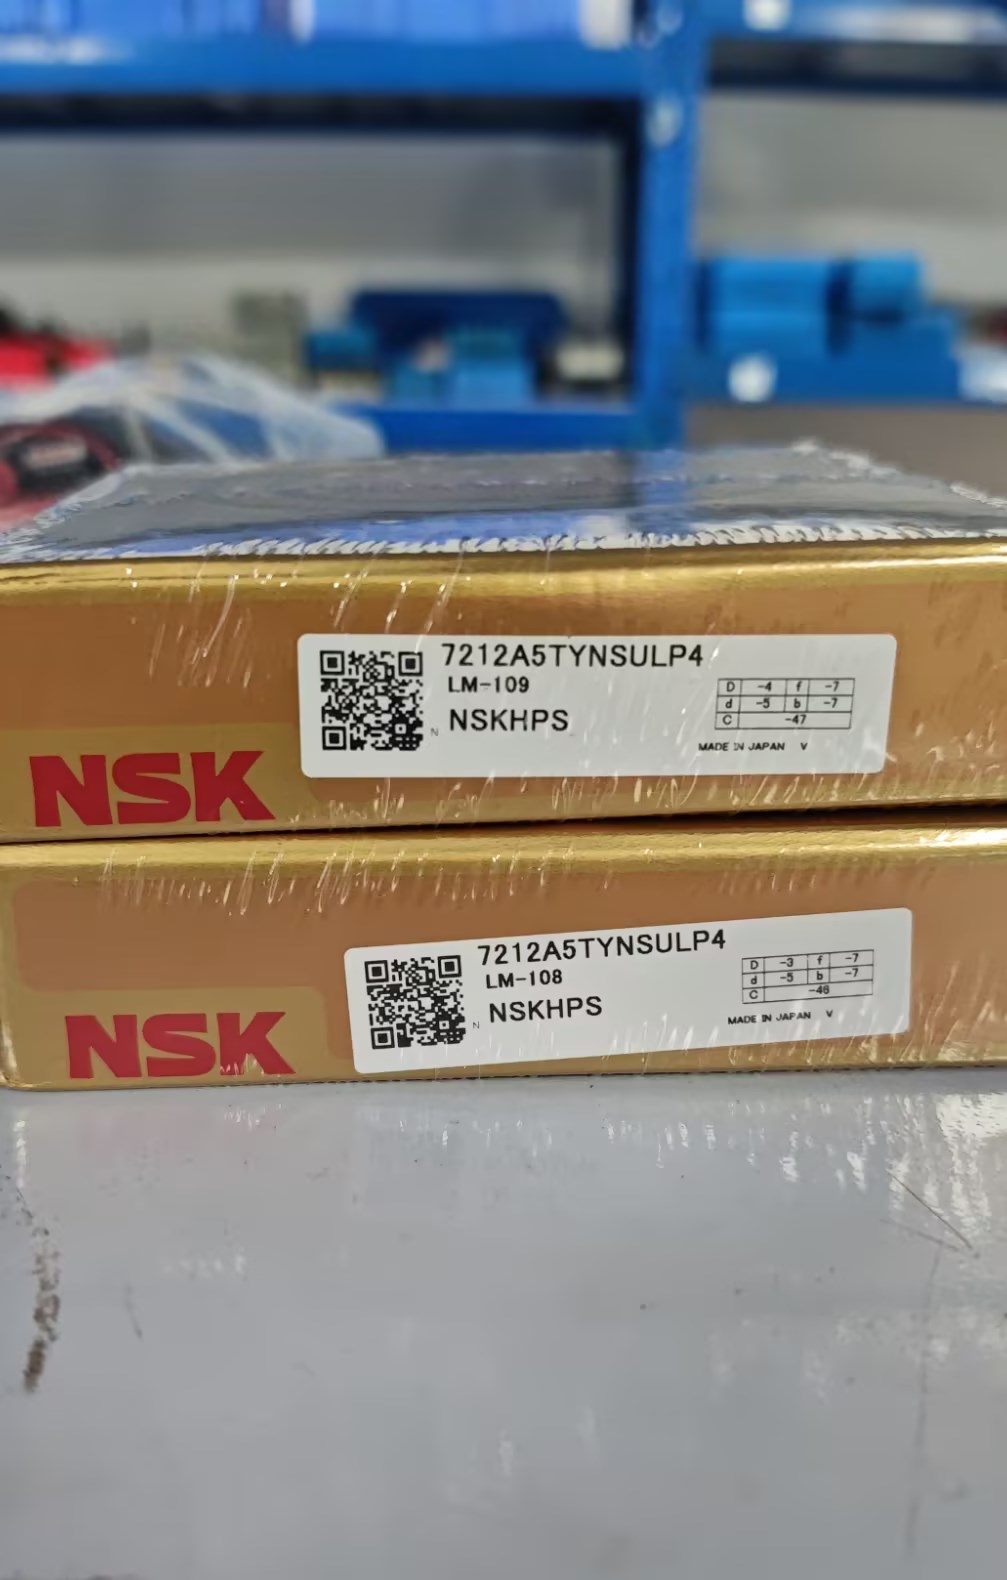 7212A5TYNSULP4
LM-109
N NSKHPS
D -4 f -7
d -5 b -7
C -47
MADE IN JAPAN V
NSK
7212A5TYNSULP4
LM-108
N NSKHPS
D -3 f -7
d -5 b -7
C -46
MADE IN JAPAN V
NSK